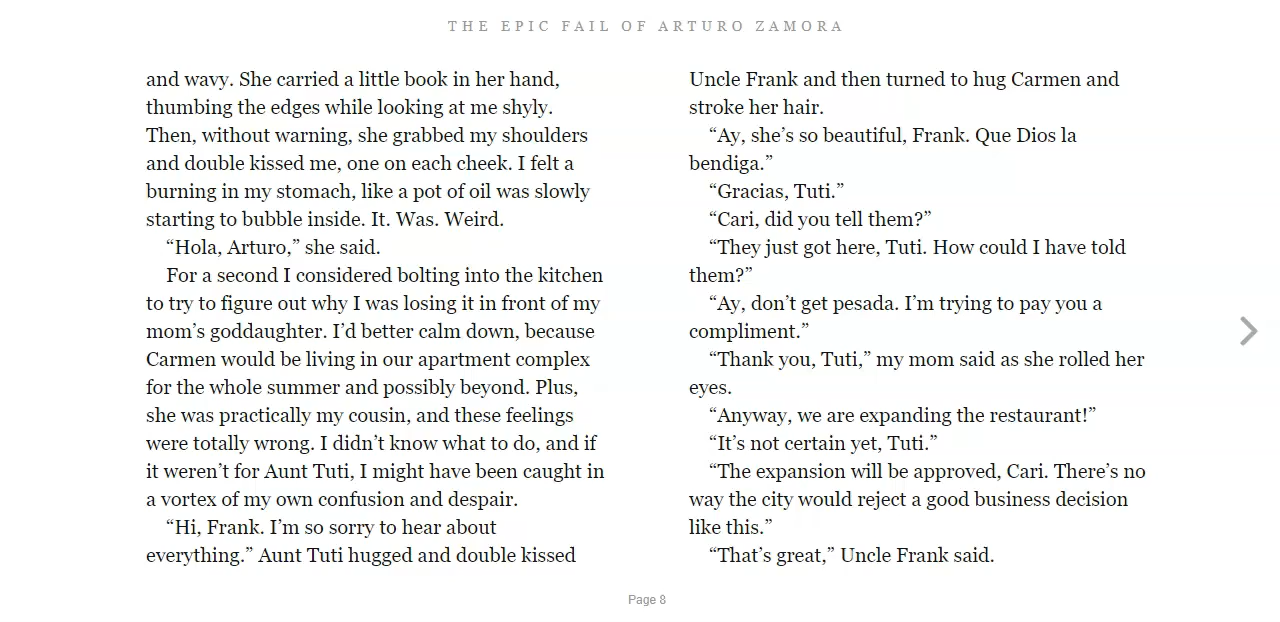 THE EPIC FAIL OF ARTURO ZAMORA
and wavy. She carried a little book in her hand,
thumbing the edges while looking at me shyly.
Then, without warning, she grabbed my shoulders
and double kissed me, one on each cheek. I felt a
burning in my stomach, like a pot of oil was slowly
starting to bubble inside. It. Was. Weird.
“Hola, Arturo,” she said.
For a second I considered bolting into the kitchen
to try to figure out why I was losing it in front of my
mom’s goddaughter. I’d better calm down, because
Carmen would be living in our apartment complex
for the whole summer and possibly beyond. Plus,
she was practically my cousin, and these feelings
were totally wrong. I didn’t know what to do, and if
it weren’t for Aunt Tuti, I might have been caught in
a vortex of my own confusion and despair.
“Hi, Frank. I’m so sorry to hear about
everything.” Aunt Tuti hugged and double kissed
Uncle Frank and then turned to hug Carmen and
stroke her hair.
“Ay, she’s so beautiful, Frank. Que Dios la
bendiga.”
“Gracias, Tuti.”
“Cari, did you tell them?”
“They just got here, Tuti. How could I have told
them?”
“Ay, don’t get pesada. I’m trying to pay you a
compliment.”
“Thank you, Tuti,” my mom said as she rolled her
eyes.
“Anyway, we are expanding the restaurant!”
“It’s not certain yet, Tuti.”
“The expansion will be approved, Cari. There’s no
way the city would reject a good business decision
like this.”
“That’s great,” Uncle Frank said.
Page 8